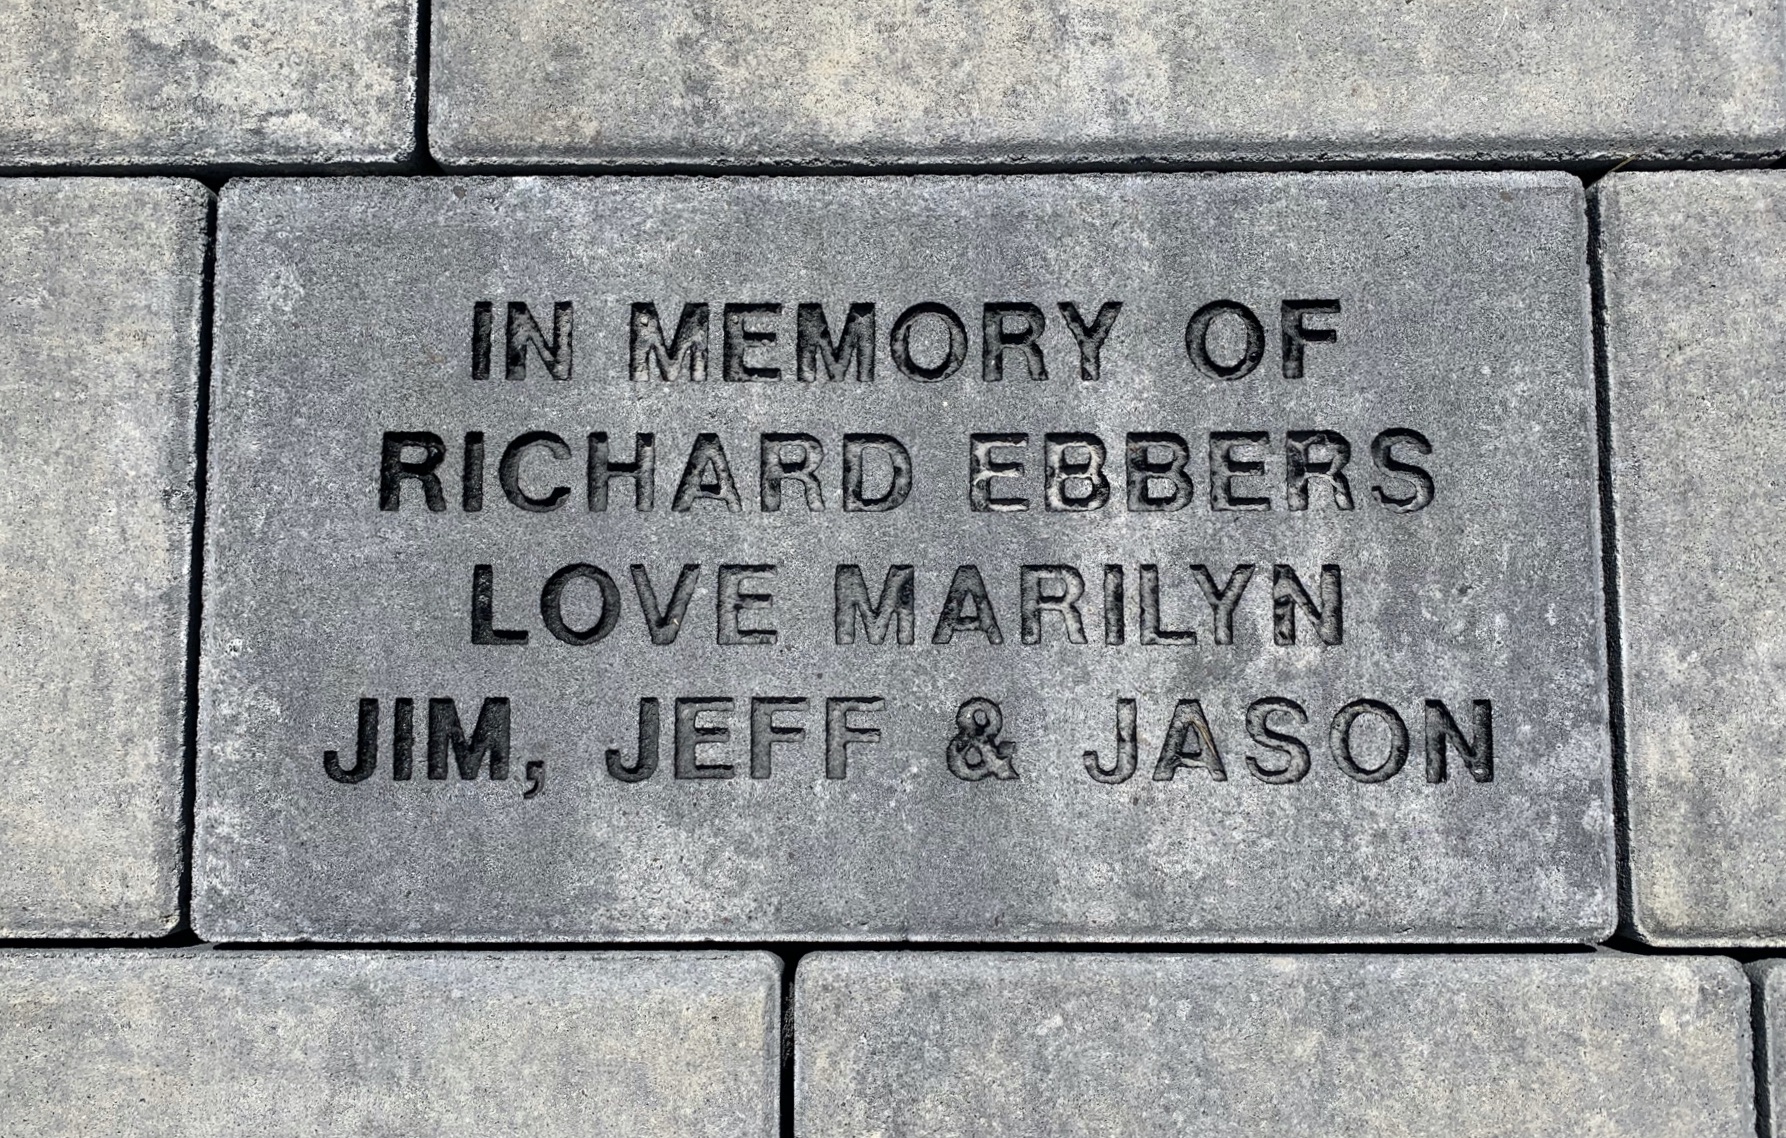 IN MEMORY OF
RICHARD EBBERS
LOVE MARILYN
JIM, JEFF & JASON